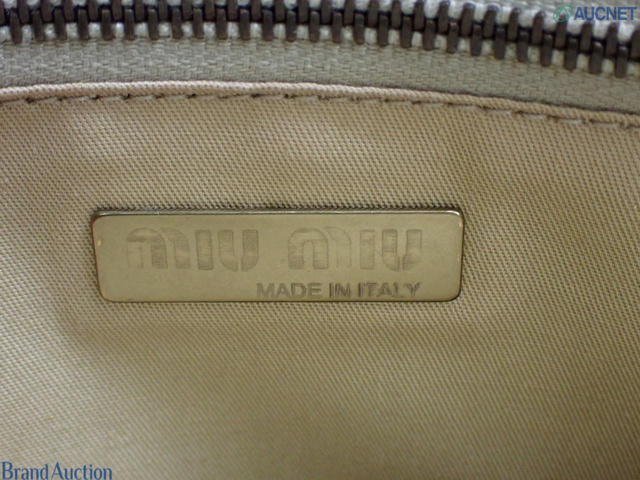 AUCNET
MIU MIU
MADE IN ITALY
Brand Auction